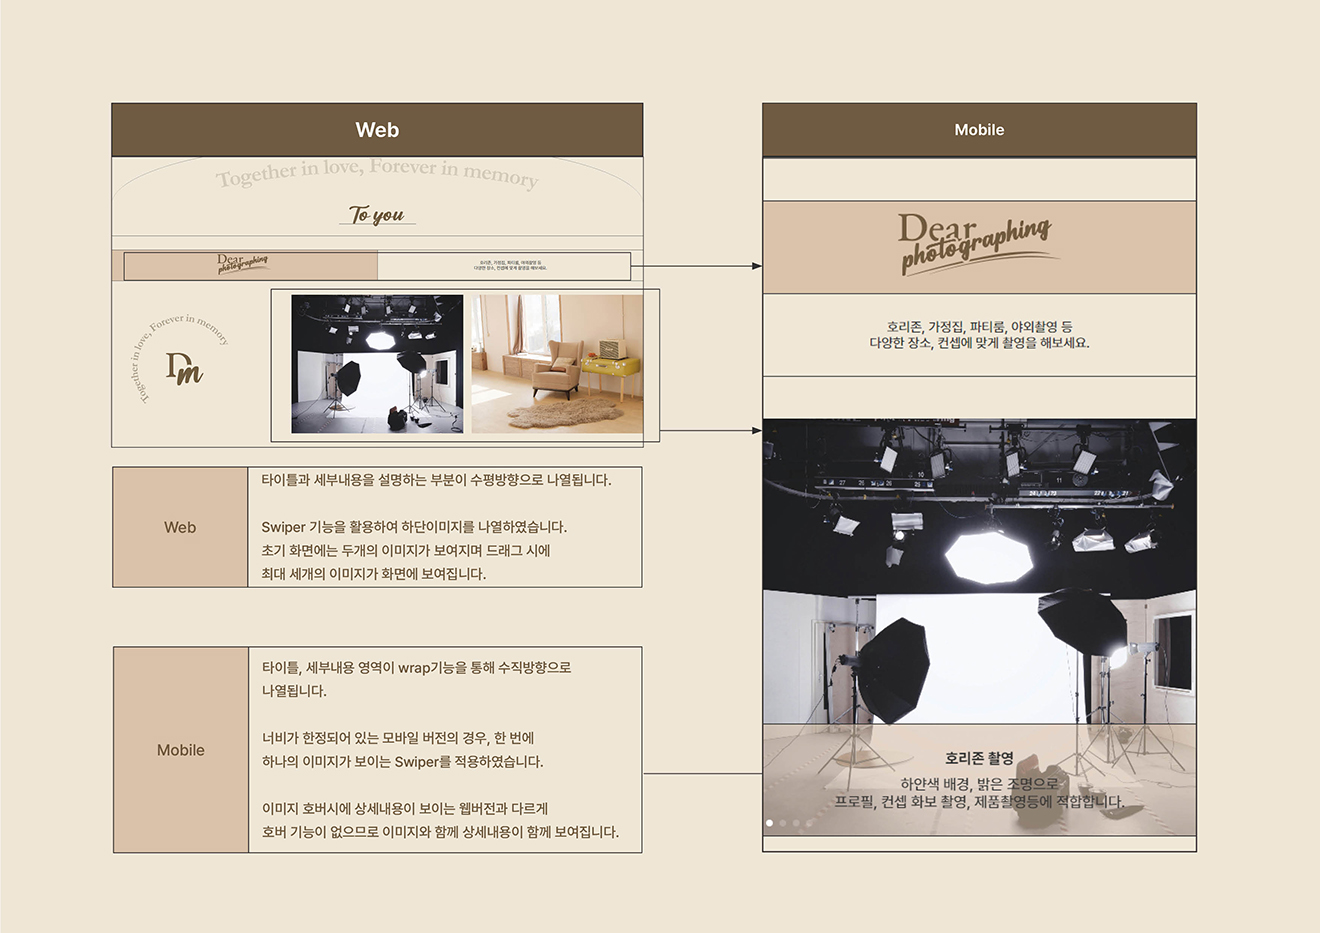 Web
Together in love, Forever in memory
To you
Dear
photographing
호리존, 가정집, 파티룸, 야외촬영 등
다양한 장소, 컨셉에 맞게 촬영을 해보세요.
Together in love, Forever in memory
Dm
Web
타이틀과 세부내용을 설명하는 부분이 수평방향으로 나열됩니다.
Swiper 기능을 활용하여 하단이미지를 나열하였습니다.
초기 화면에는 두개의 이미지가 보여지며 드래그 시에
최대 세개의 이미지가 화면에 보여집니다.
Mobile
타이틀, 세부내용 영역이 wrap기능을 통해 수직방향으로
나열됩니다.
너비가 한정되어 있는 모바일 버전의 경우, 한 번에
하나의 이미지가 보이는 Swiper를 적용하였습니다.
이미지 호버시에 상세내용이 보이는 웹버전과 다르게
호버 기능이 없으므로 이미지와 함께 상세내용이 함께 보여집니다.
Mobile
Dear
photographing
호리존, 가정집, 파티룸, 야외촬영 등
다양한 장소, 컨셉에 맞게 촬영을 해보세요.
호리존 촬영
하얀색 배경, 밝은 조명으로
프로필, 컨셉 화보 촬영, 제품촬영등에 적합합니다.